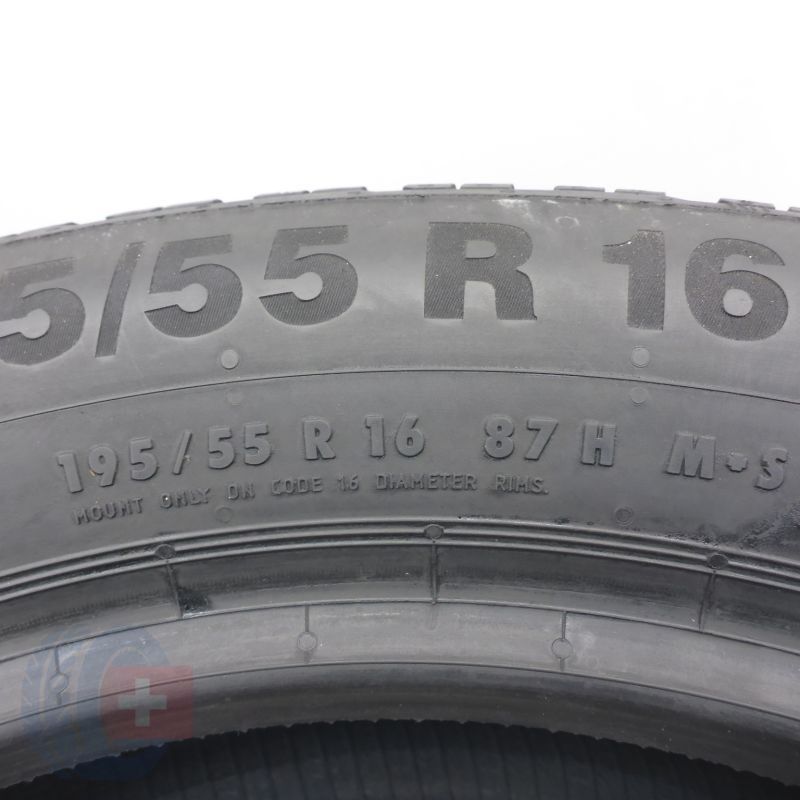 5/55 R 16
195/55 R 16 87 H M+S
MOUNT ONLY ON CODE 16 DIAMETER RIMS.